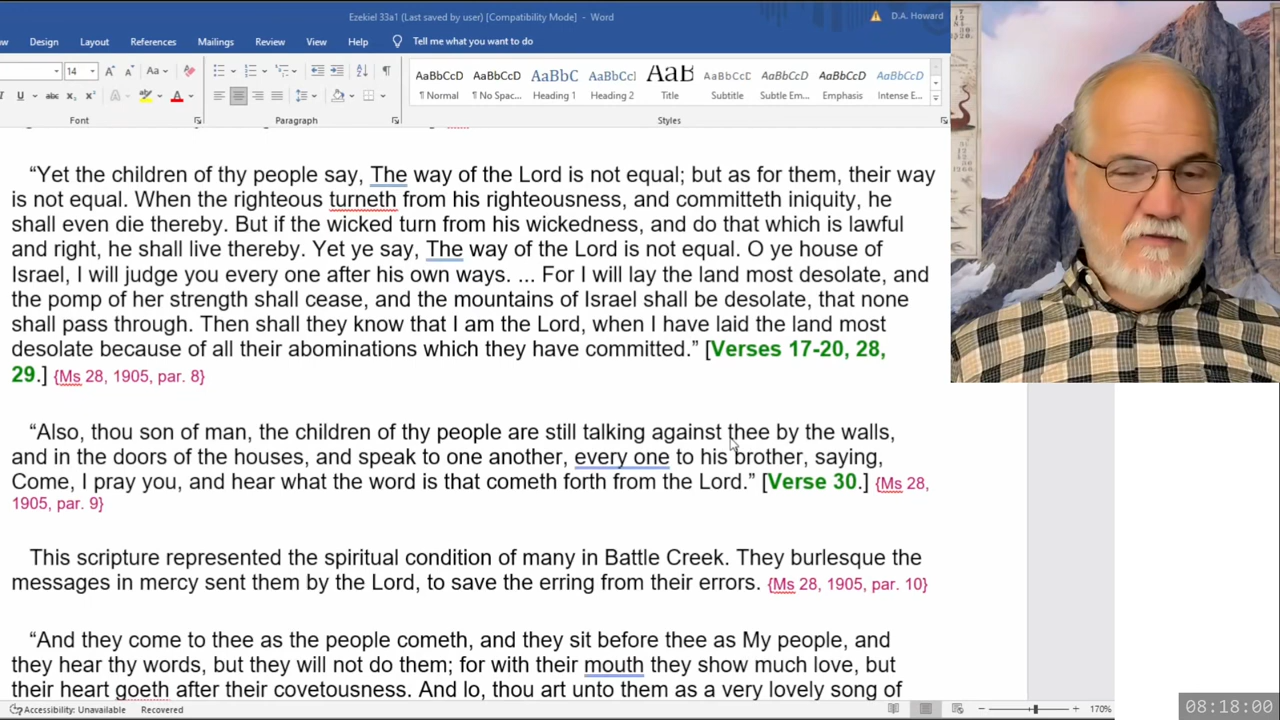 Ezekiel 33a1 (Last saved by user) [Compatibility Mode] - Word
D.A. Howard
Design Layout References Mailings Review View Help Tell me what you want to do
14
Aa
AaBbCcD AaBbCcD AaBbC AaBbCcI AaB AaBbCcD AaBbCcD AaBbCcD AaBbCcD
¶ Normal ¶ No Spac... Heading 1 Heading 2 Title Subtitle Subtle Em... Emphasis Intense E...
Font Paragraph Styles
“Yet the children of thy people say, The way of the Lord is not equal; but as for them, their way
is not equal. When the righteous turneth from his righteousness, and committeth iniquity, he
shall even die thereby. But if the wicked turn from his wickedness, and do that which is lawful
and right, he shall live thereby. Yet ye say, The way of the Lord is not equal. O ye house of
Israel, I will judge you every one after his own ways. ... For I will lay the land most desolate, and
the pomp of her strength shall cease, and the mountains of Israel shall be desolate, that none
shall pass through. Then shall they know that I am the Lord, when I have laid the land most
desolate because of all their abominations which they have committed.” [Verses 17-20, 28,
29.] {Ms 28, 1905, par. 8}
“Also, thou son of man, the children of thy people are still talking against thee by the walls,
and in the doors of the houses, and speak to one another, every one to his brother, saying,
Come, I pray you, and hear what the word is that cometh forth from the Lord.” [Verse 30.] {Ms 28,
1905, par. 9}
This scripture represented the spiritual condition of many in Battle Creek. They burlesque the
messages in mercy sent them by the Lord, to save the erring from their errors. {Ms 28, 1905, par. 10}
“And they come to thee as the people cometh, and they sit before thee as My people, and
they hear thy words, but they will not do them; for with their mouth they show much love, but
their heart goeth after their covetousness. And lo, thou art unto them as a very lovely song of
Accessibility: Unavailable Recovered
170%
08:18:00